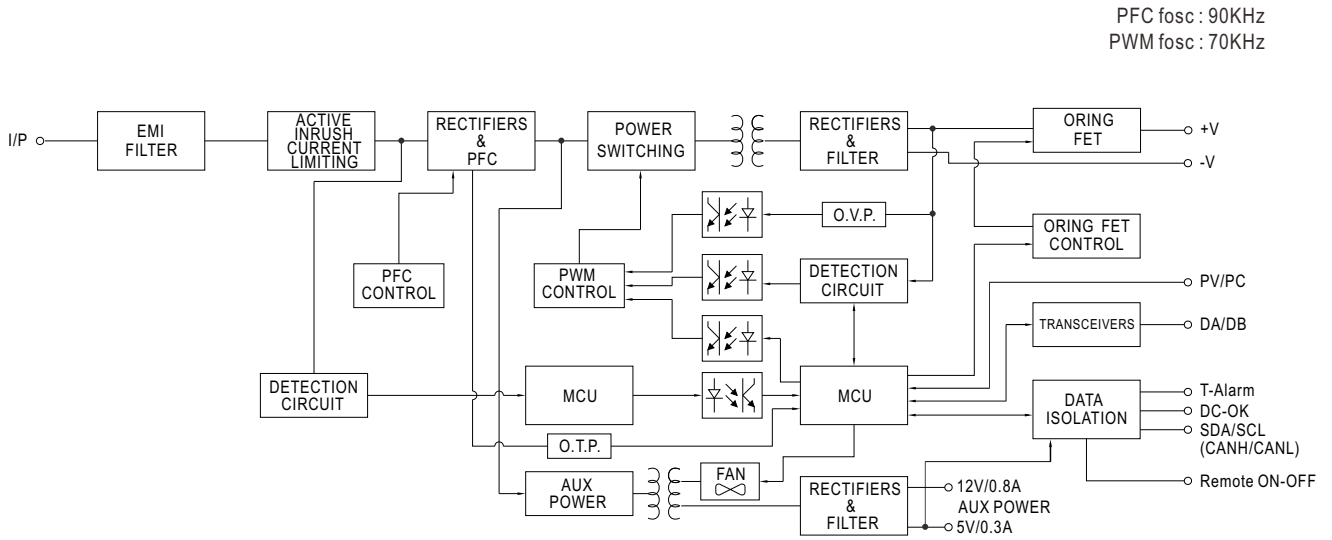 PFC fosc : 90KHz
PWM fosc : 70KHz
I/P
EMI
FILTER
ACTIVE
INRUSH
CURRENT
LIMITING
RECTIFIERS
&
PFC
POWER
SWITCHING
RECTIFIERS
&
FILTER
ORING
FET
+V
-V
O.V.P.
ORING FET
CONTROL
PFC
CONTROL
PWM
CONTROL
DETECTION
CIRCUIT
PV/PC
TRANSCEIVERS
DA/DB
DETECTION
CIRCUIT
MCU
MCU
DATA
ISOLATION
T-Alarm
DC-OK
SDA/SCL
(CANH/CANL)
O.T.P.
Remote ON-OFF
AUX
POWER
FAN
RECTIFIERS
&
FILTER
12V/0.8A
AUX POWER
5V/0.3A